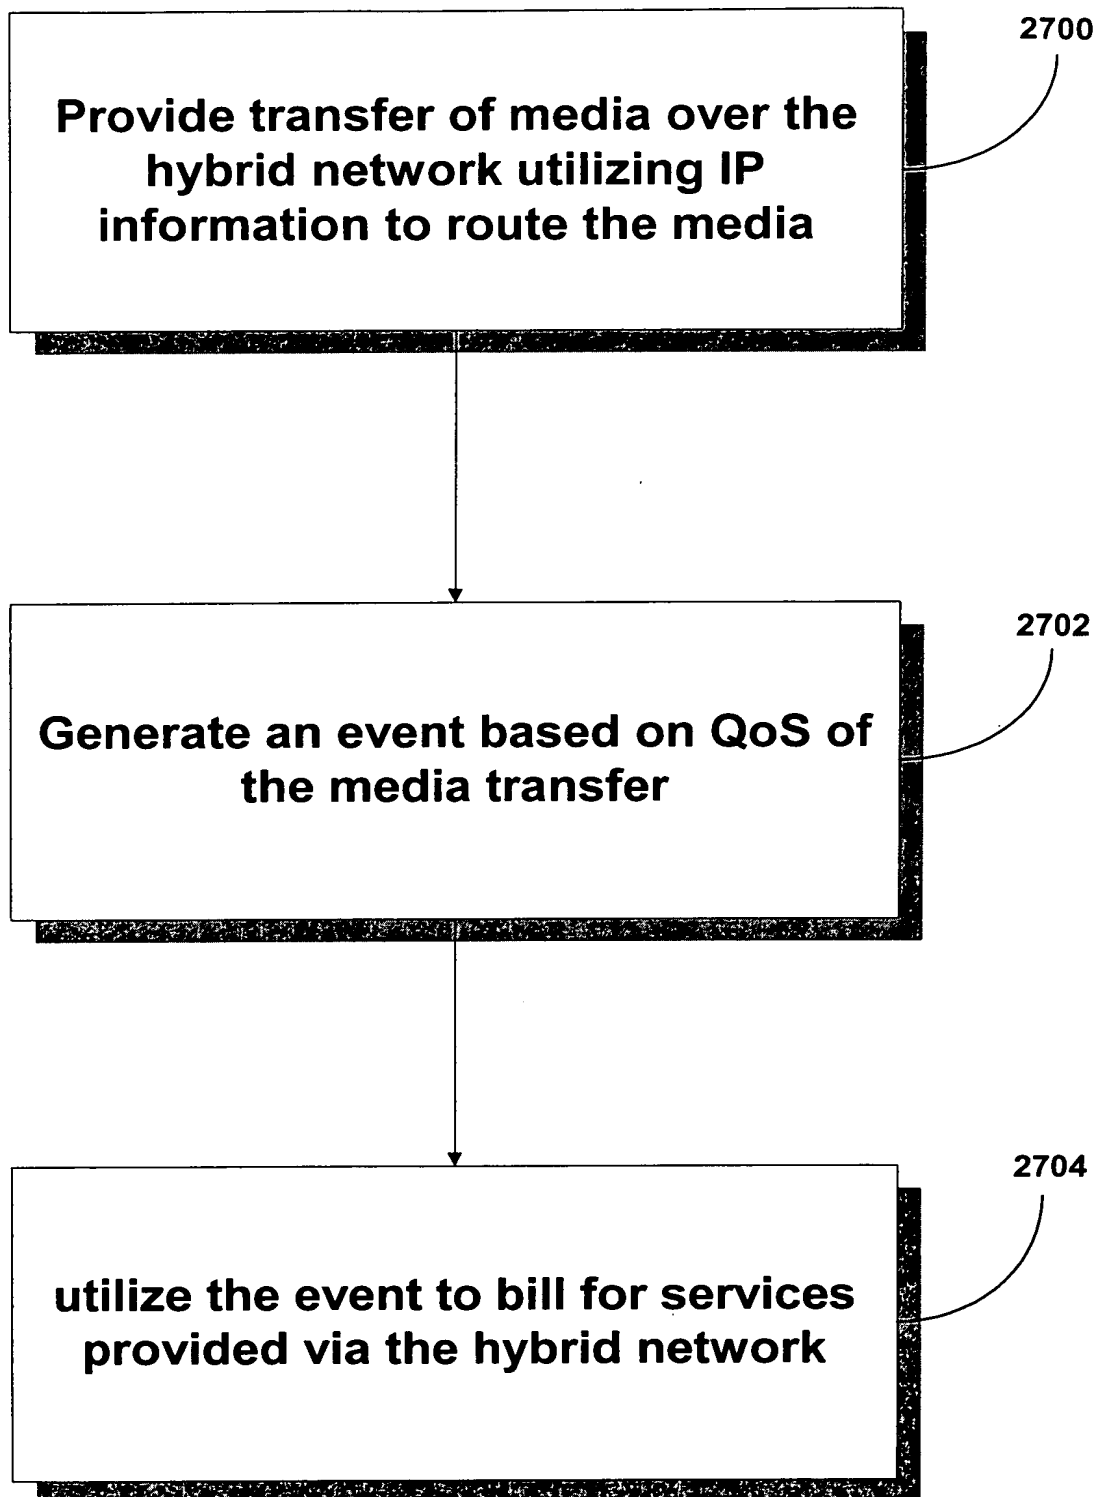 2700
Provide transfer of media over the
hybrid network utilizing IP
information to route the media
2702
Generate an event based on QoS of
the media transfer
2704
utilize the event to bill for services
provided via the hybrid network